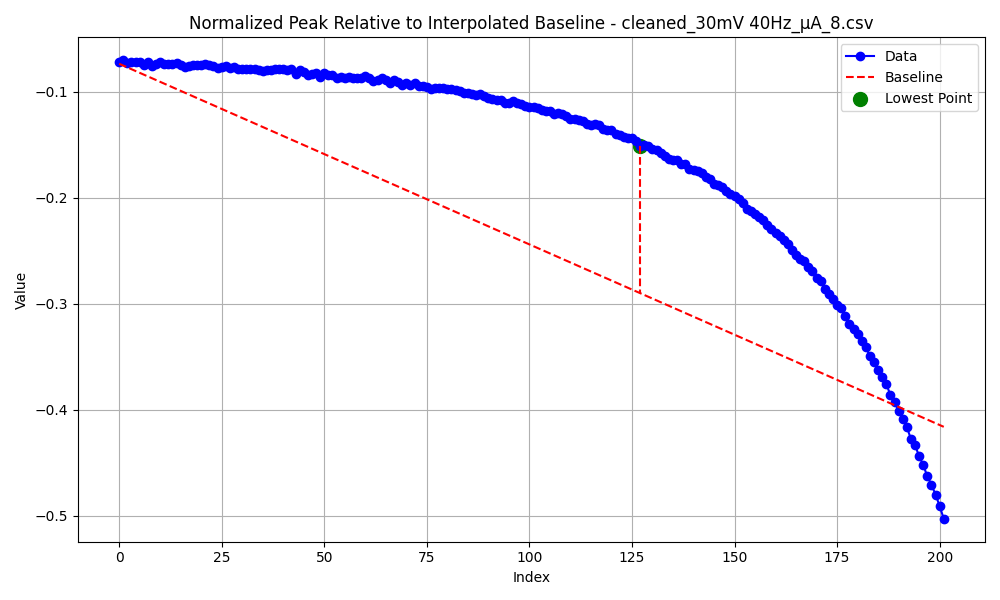 Normalized Peak Relative to Interpolated Baseline - cleaned_30mV 40Hz_μA_8.csv
Data
Baseline
Lowest Point
Value
−0.1
−0.2
−0.3
−0.4
−0.5
0 25 50 75 100 125 150 175 200
Index